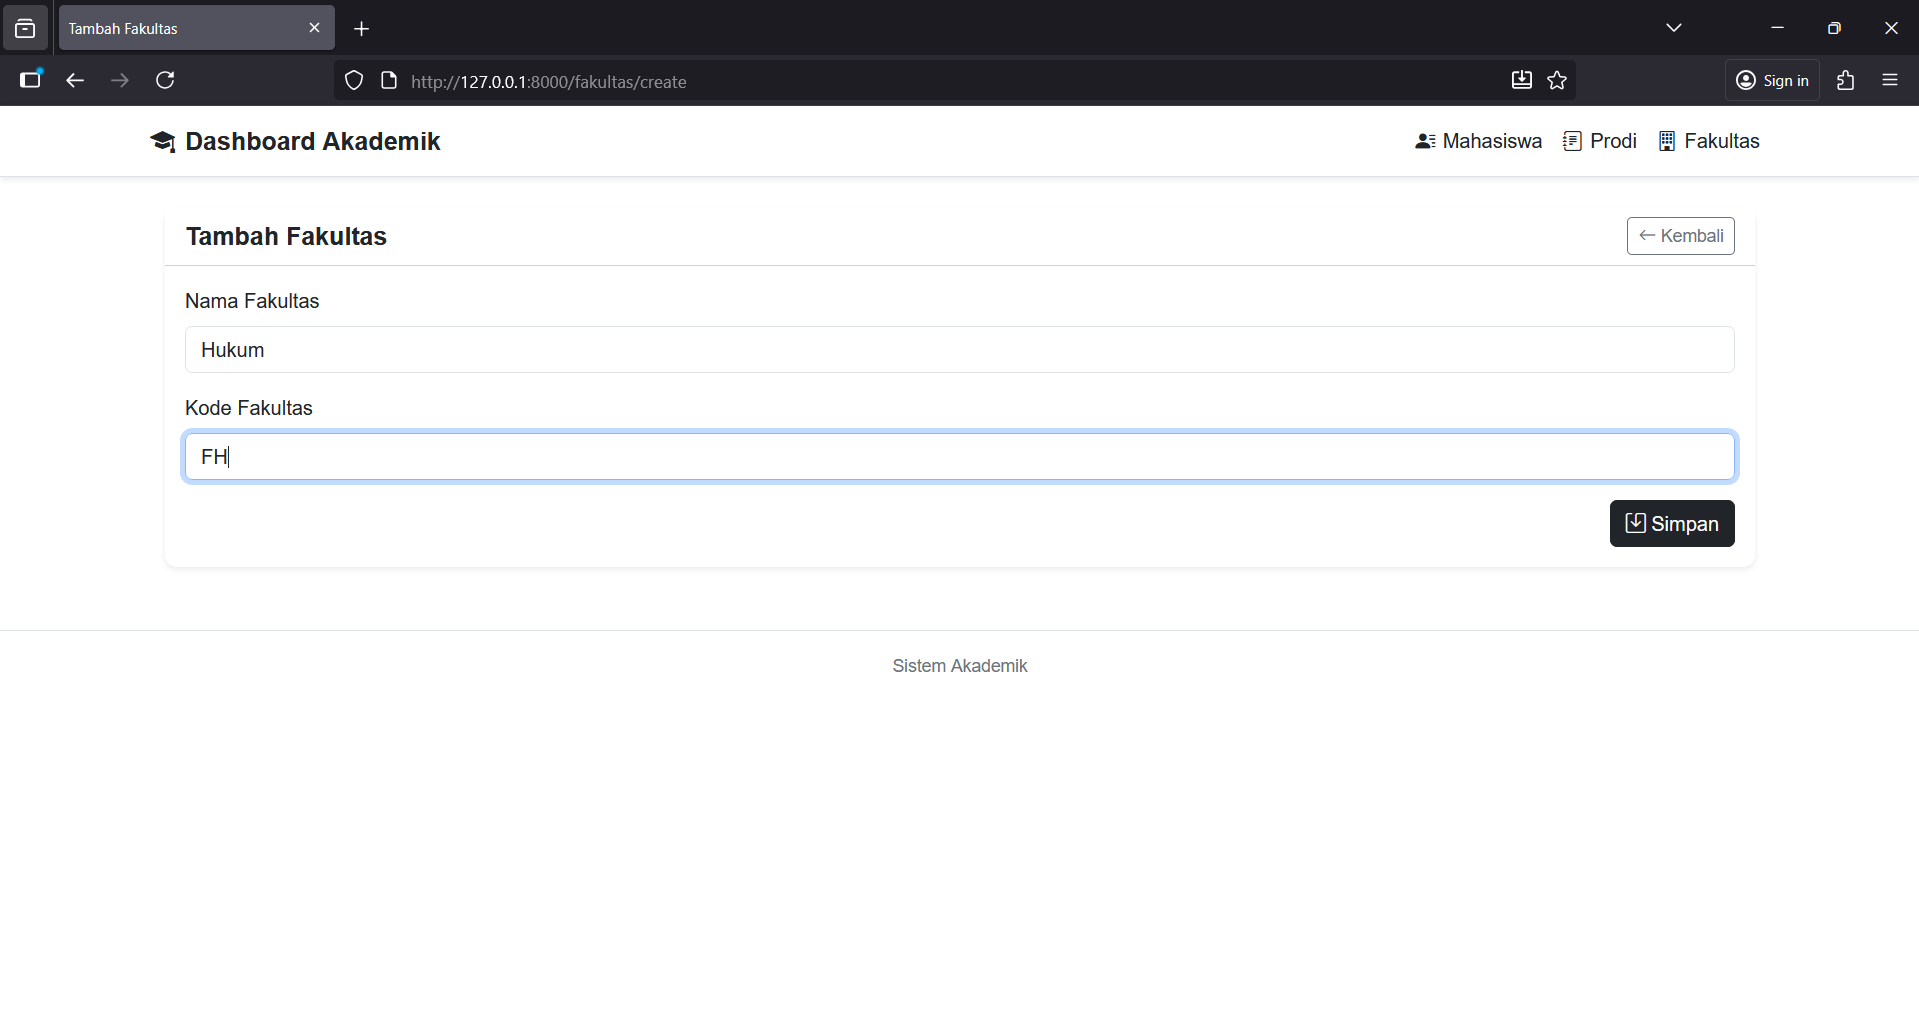 Tambah Fakultas
http://127.0.0.1:8000/fakultas/create
Sign in
Dashboard Akademik
Mahasiswa Prodi Fakultas
Tambah Fakultas
Kembali
Nama Fakultas
Hukum
Kode Fakultas
FH
Simpan
Sistem Akademik